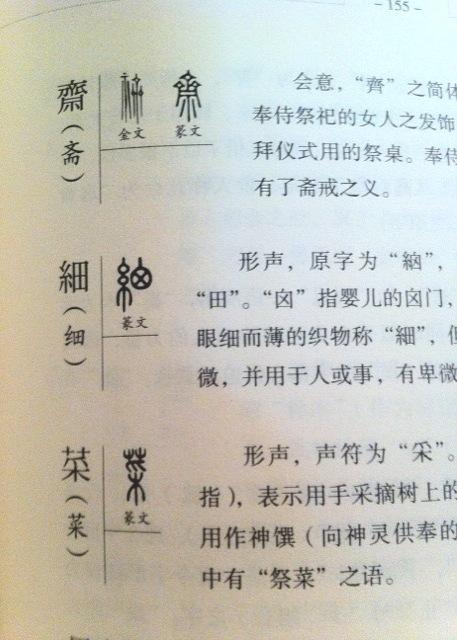 - 155 -
齋(斋)
金文
篆文
会意，“齊”之简体
奉侍祭祀的女人之发饰
拜仪式用的祭桌。奉侍
有了斋戒之义。
細(细)
篆文
形声，原字为“緧”，
“田”。“囟”指婴儿的囟门，
眼细而薄的织物称“細”，但
微，并用于人或事，有卑微
菜(菜)
篆文
形声，声符为“采”。
指)，表示用手采摘树上的
用作神馔(向神灵供奉的
中有“祭菜”之语。